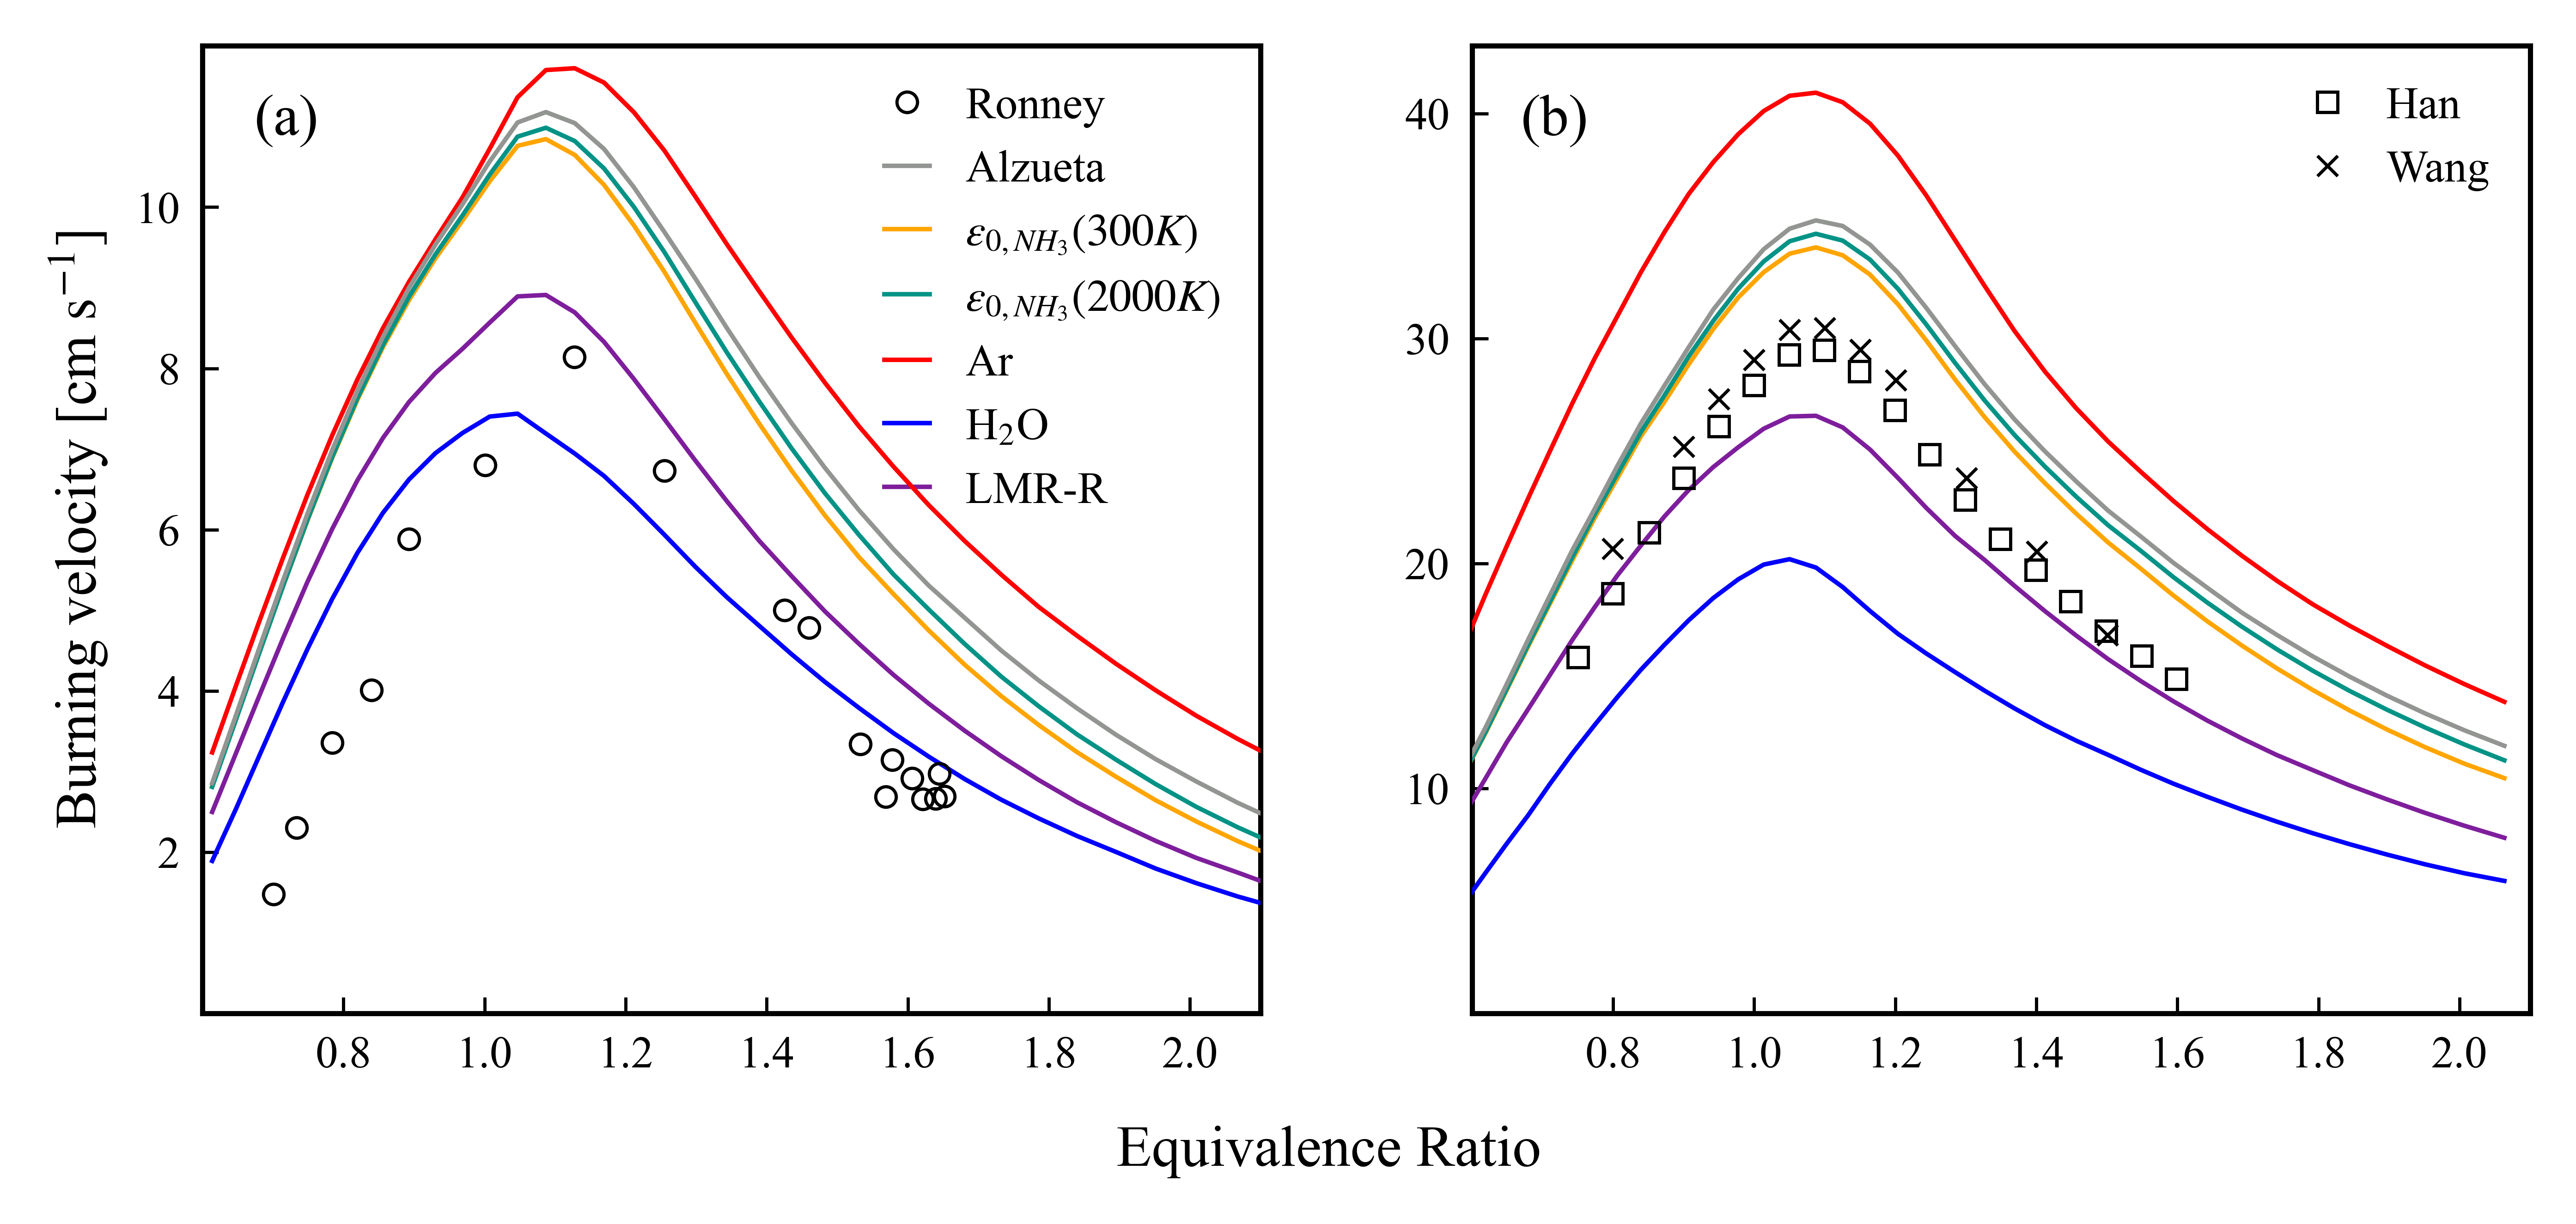 (a)
Ronney
Alzueta
ε0,NH3(300K)
ε0,NH3(2000K)
Ar
H2O
LMR-R
Burning velocity [cm s−1]
10
8
6
4
2
0.8 1.0 1.2 1.4 1.6 1.8 2.0
(b)
Han
Wang
40
30
20
10
0.8 1.0 1.2 1.4 1.6 1.8 2.0
Equivalence Ratio